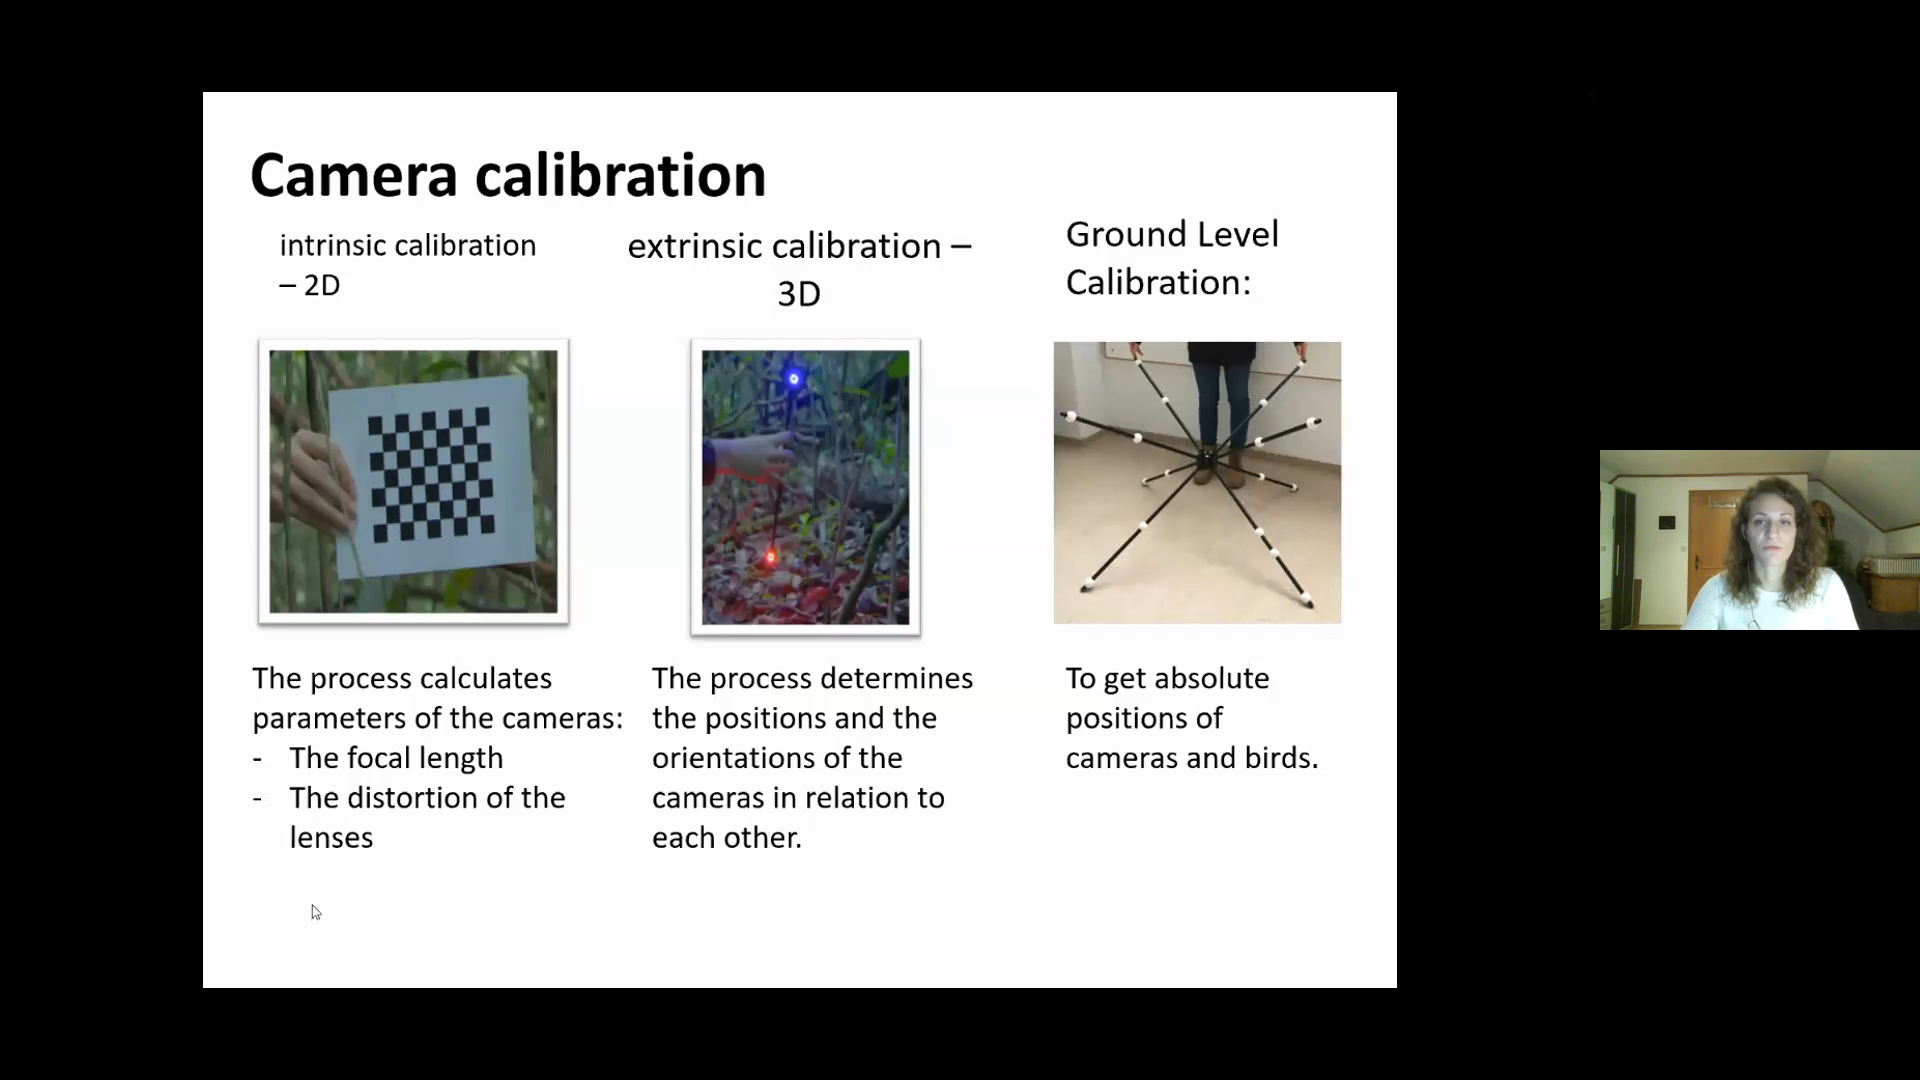 Camera calibration
intrinsic calibration
– 2D
extrinsic calibration –
3D
Ground Level
Calibration:
The process calculates
parameters of the cameras:
- The focal length
- The distortion of the
lenses
The process determines
the positions and the
orientations of the
cameras in relation to
each other.
To get absolute
positions of
cameras and birds.